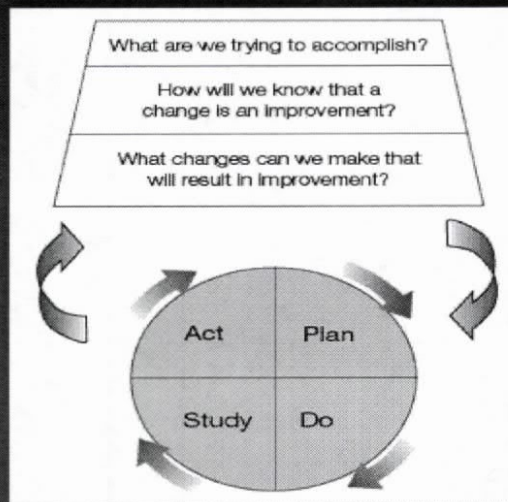 What are we trying to accomplish?
How will we know that a
change is an improvement?
What changes can we make that
will result in improvement?
Act
Plan
Study
Do